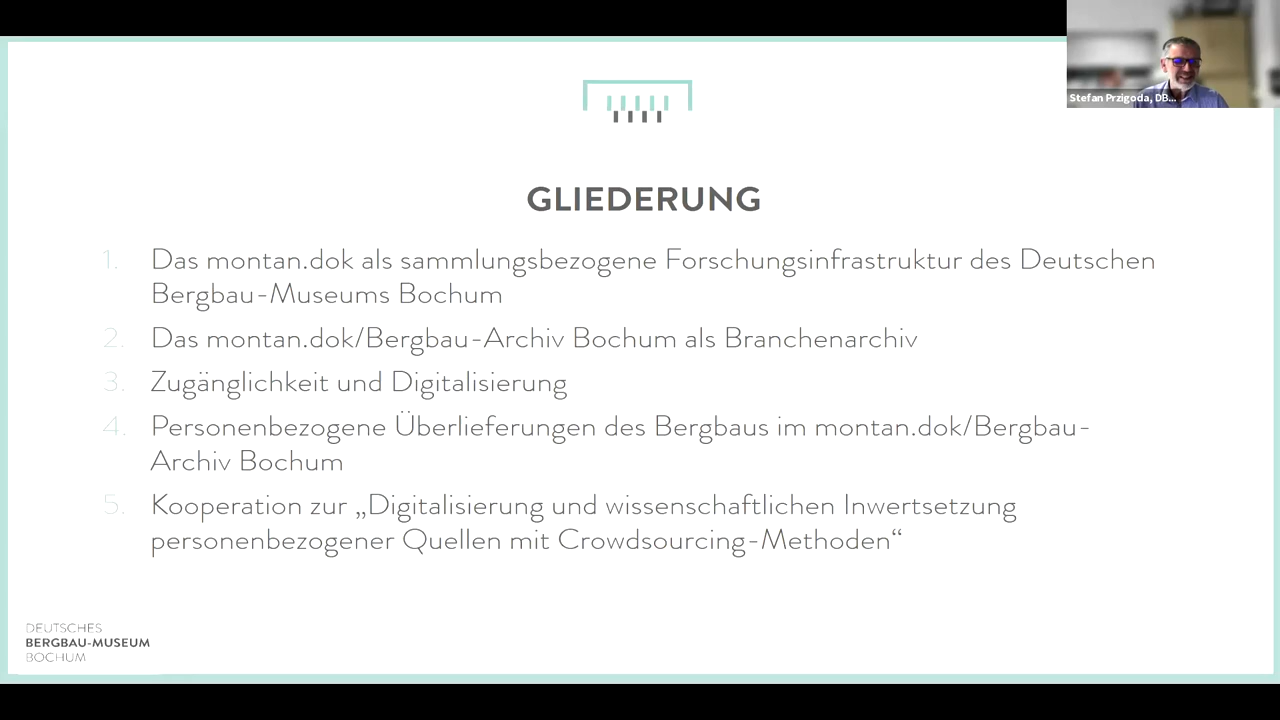 Stefan Przigoda, DB...
GLIEDERUNG
1. Das montan.dok als sammlungsbezogene Forschungsinfrastruktur des Deutschen
Bergbau-Museums Bochum
2. Das montan.dok/Bergbau-Archiv Bochum als Branchenarchiv
3. Zugänglichkeit und Digitalisierung
4. Personenbezogene Überlieferungen des Bergbaus im montan.dok/Bergbau-
Archiv Bochum
5. Kooperation zur „Digitalisierung und wissenschaftlichen Inwertsetzung
personenbezogener Quellen mit Crowdsourcing-Methoden“
DEUTSCHES
BERGBAU-MUSEUM
BOCHUM